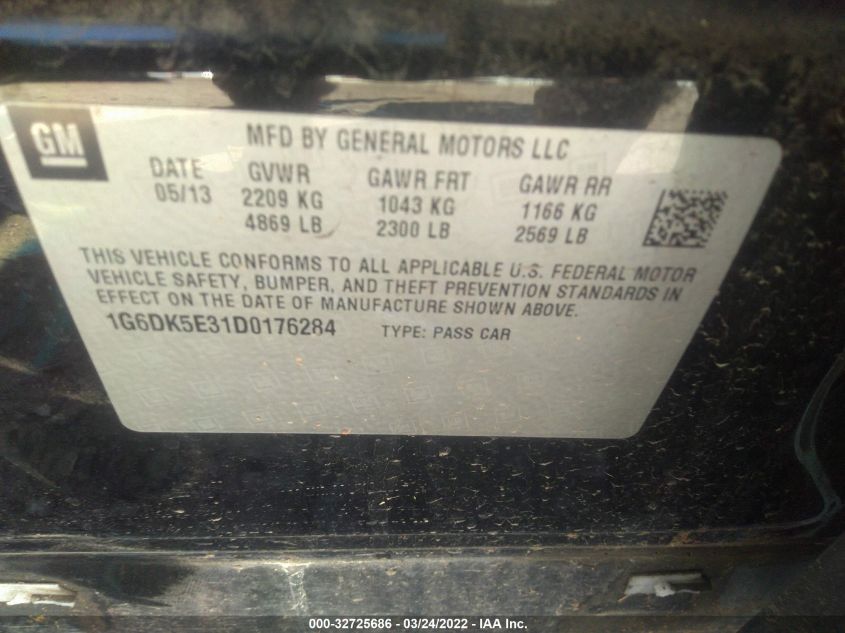 GM
MFD BY GENERAL MOTORS LLC
DATE GVWR GAWR FRT GAWR RR
05/13 2209 KG 1043 KG 1166 KG
4869 LB 2300 LB 2569 LB
THIS VEHICLE CONFORMS TO ALL APPLICABLE U.S. FEDERAL MOTOR
VEHICLE SAFETY, BUMPER, AND THEFT PREVENTION STANDARDS IN
EFFECT ON THE DATE OF MANUFACTURE SHOWN ABOVE.
1G6DK5E31D0176284 TYPE: PASS CAR
000-32725686 - 03/24/2022 - IAA Inc.